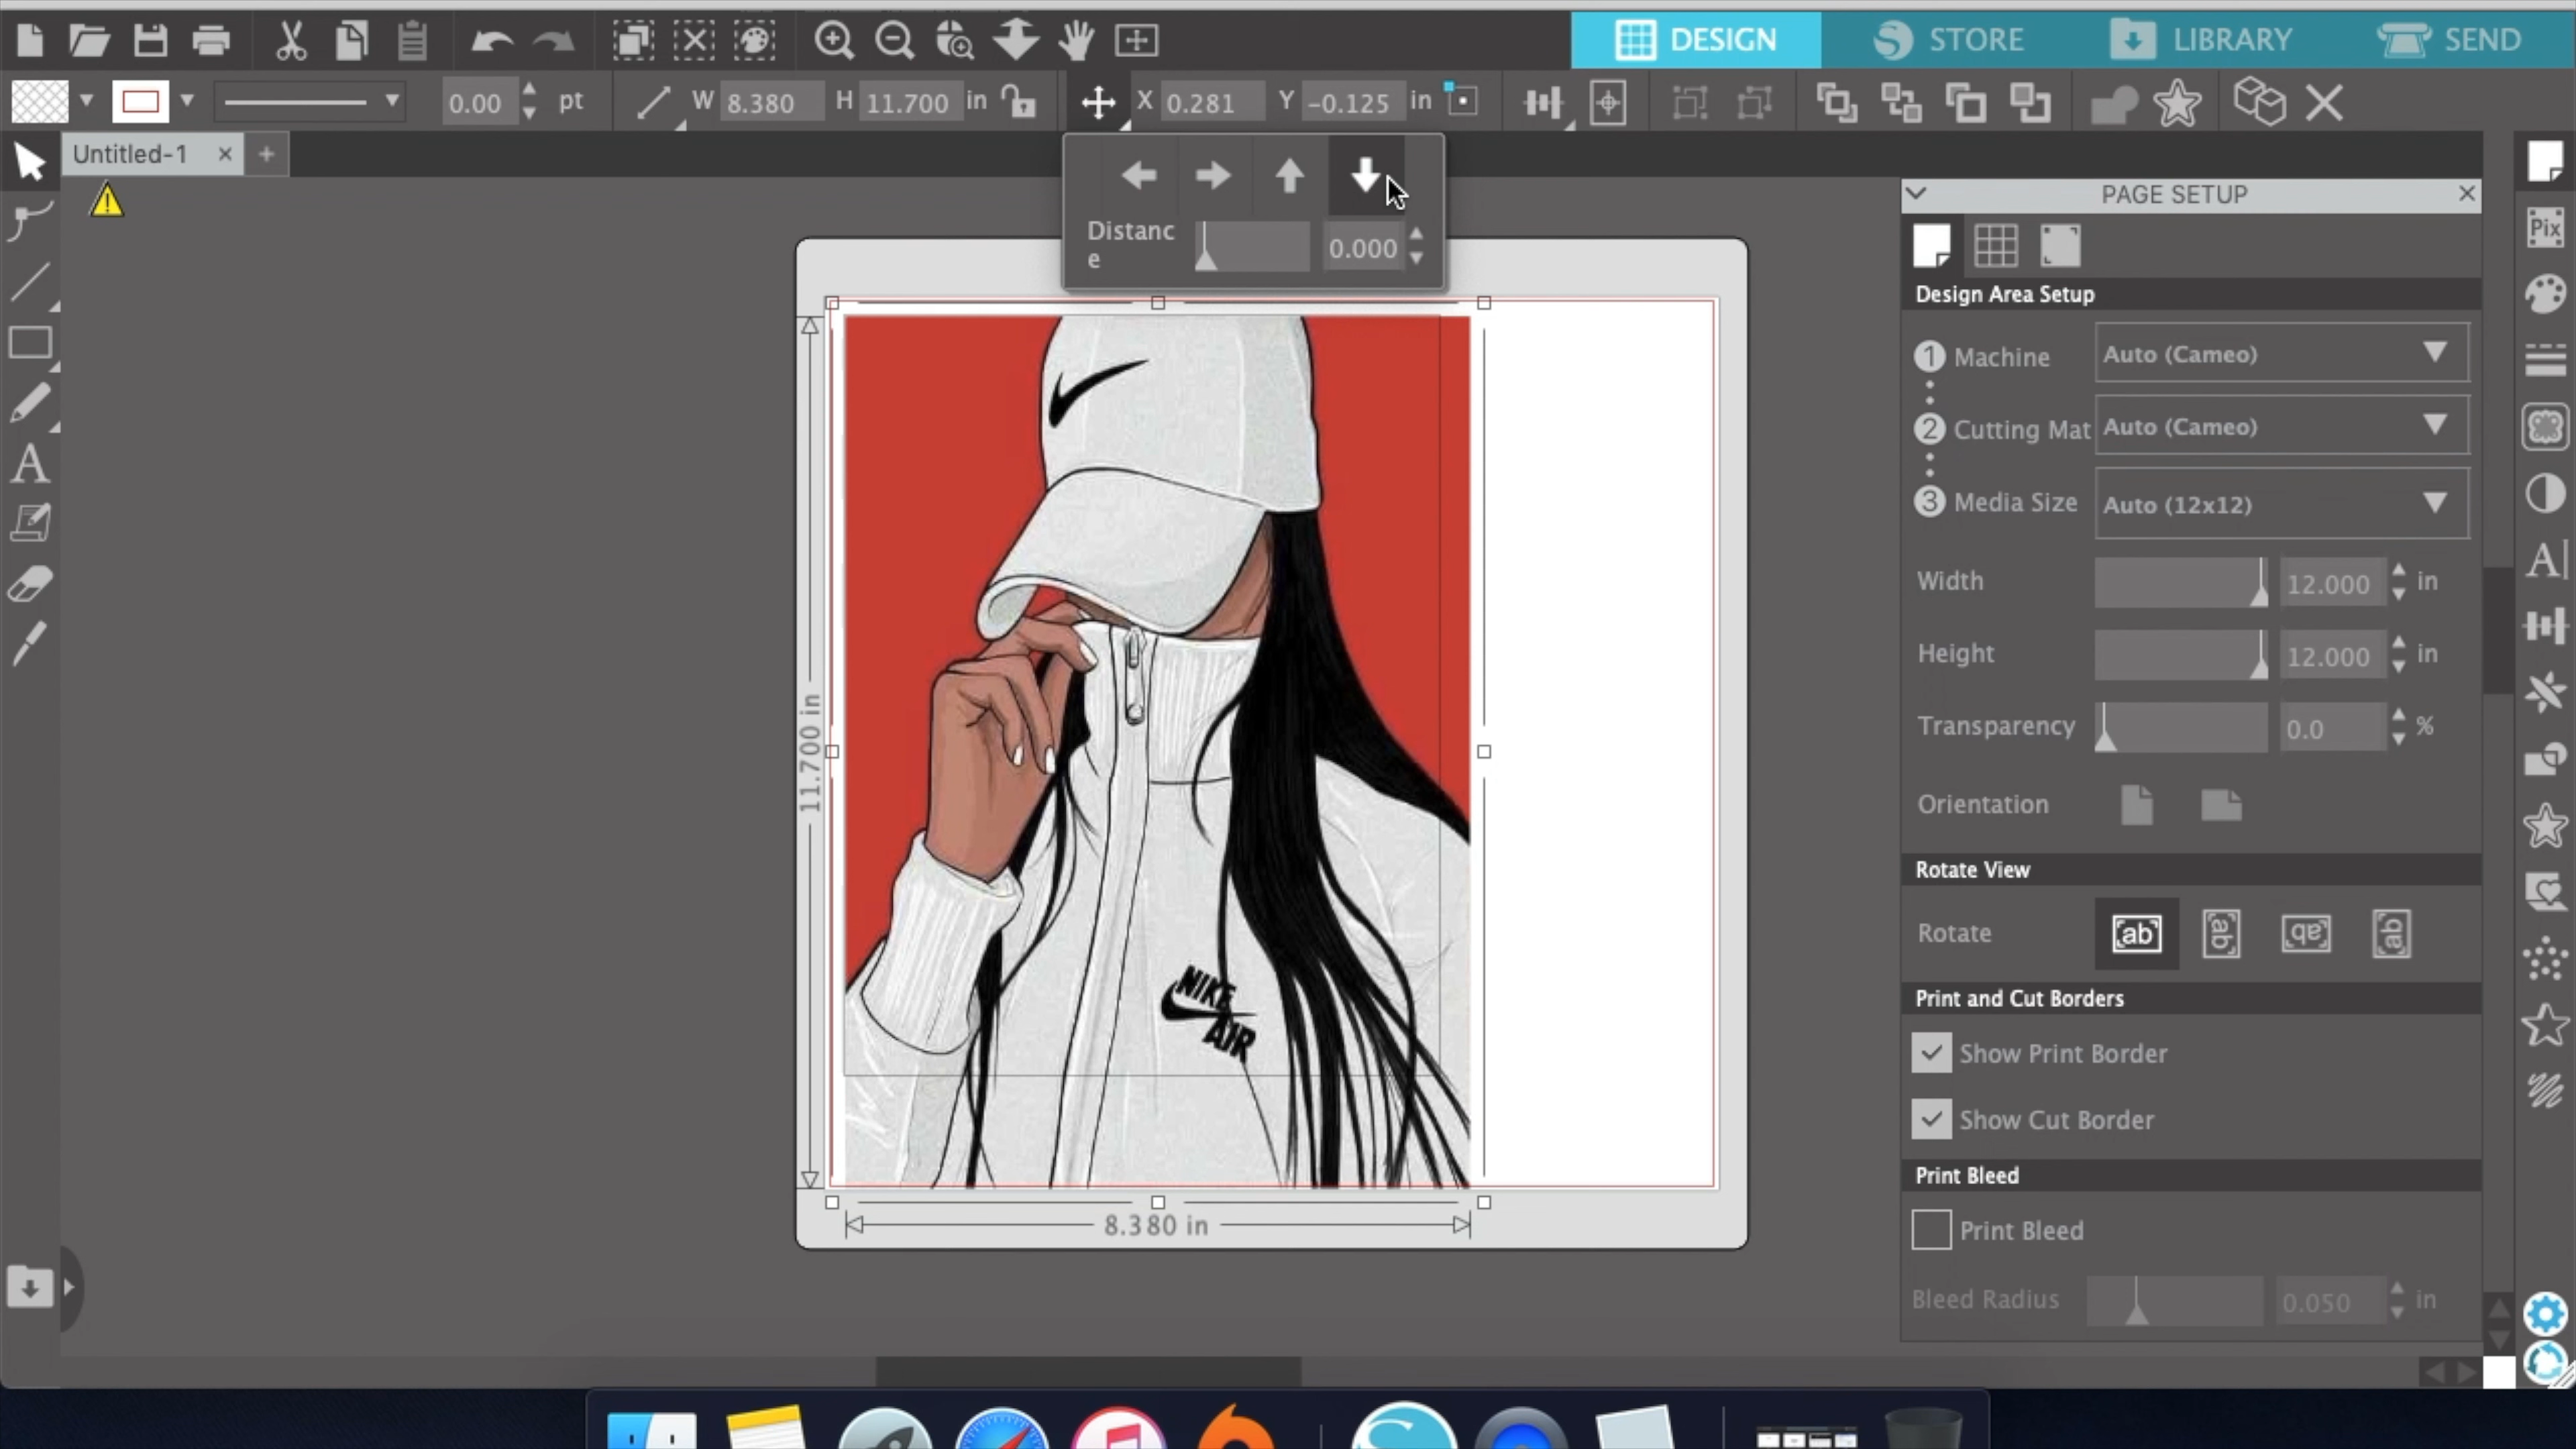 DESIGN
STORE
LIBRARY
SEND
0.00 pt
W 8.380 H 11.700 in
X 0.281 Y -0.125 in
Untitled-1
Distanc
e
0.000
PAGE SETUP
Pix
Design Area Setup
1 Machine Auto (Cameo)
2 Cutting Mat Auto (Cameo)
3 Media Size Auto (12x12)
Width 12.000 in
Height 12.000 in
Transparency 0.0 %
Orientation
Rotate View
Rotate ab ab ab ab
Print and Cut Borders
Show Print Border
Show Cut Border
Print Bleed
Print Bleed
Bleed Radius 0.050 in
11.700 in
NIKE
AIR
8.380 in